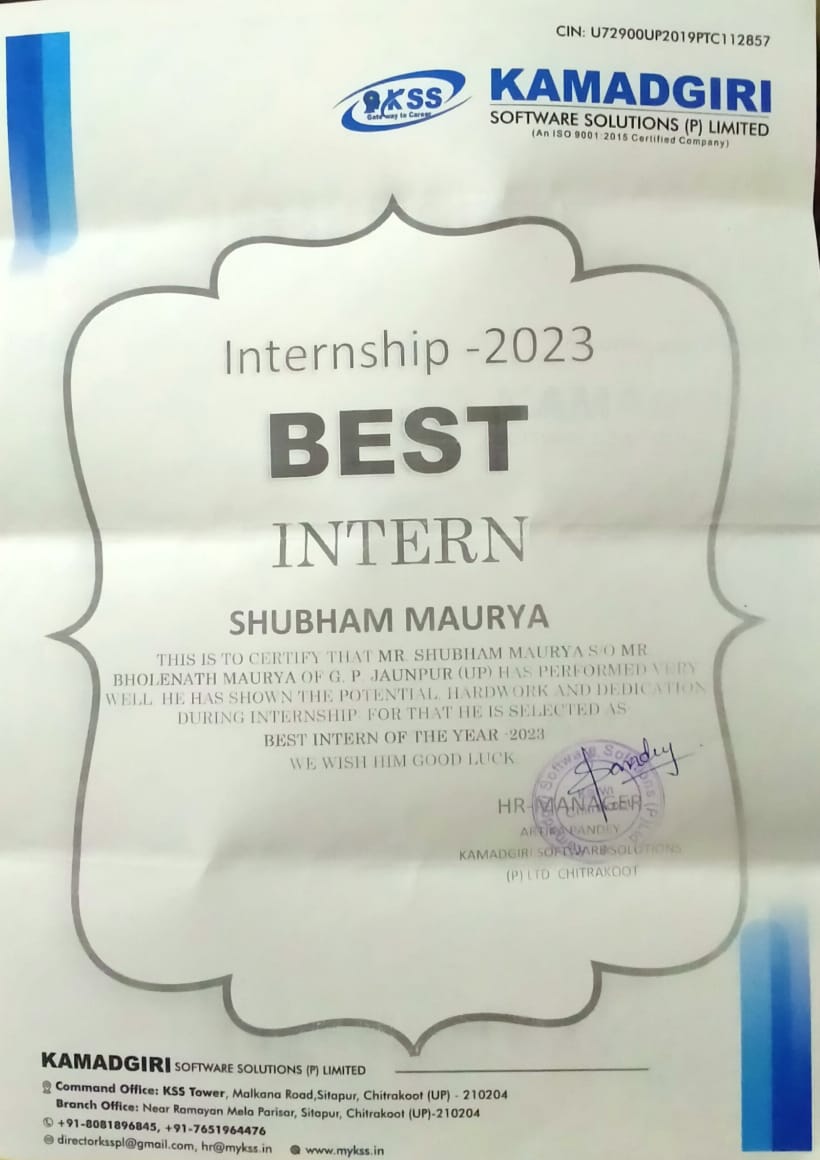 CIN: U72900UP2019PTC112857
KSS
Gateway to Career
KAMADGIRI
SOFTWARE SOLUTIONS (P) LIMITED
(An ISO 9001:2015 Certified Company)
Internship -2023
BEST
INTERN
SHUBHAM MAURYA
THIS IS TO CERTIFY THAT MR. SHUBHAM MAURYA S/O MR
BHOLENATH MAURYA OF G. P. JAUNPUR (UP) HAS PERFORMED VERY
WELL. HE HAS SHOWN THE POTENTIAL, HARDWORK AND DEDICATION
DURING INTERNSHIP. FOR THAT HE IS SELECTED AS
BEST INTERN OF THE YEAR -2023
WE WISH HIM GOOD LUCK.
Pandey
HR-MANAGER
PANDEY
KAMADGIRI SOFTWARE SOLUTIONS
(P) LTD CHITRAKOOT
KAMADGIRI SOFTWARE SOLUTIONS (P) LIMITED
Command Office: KSS Tower, Malkana Road,Sitapur, Chitrakoot (UP) - 210204
Branch Office: Near Ramayan Mela Parisar, Sitapur, Chitrakoot (UP)-210204
+91-8081896845, +91-7651964476
directorksspl@gmail.com, hr@mykss.in www.mykss.in